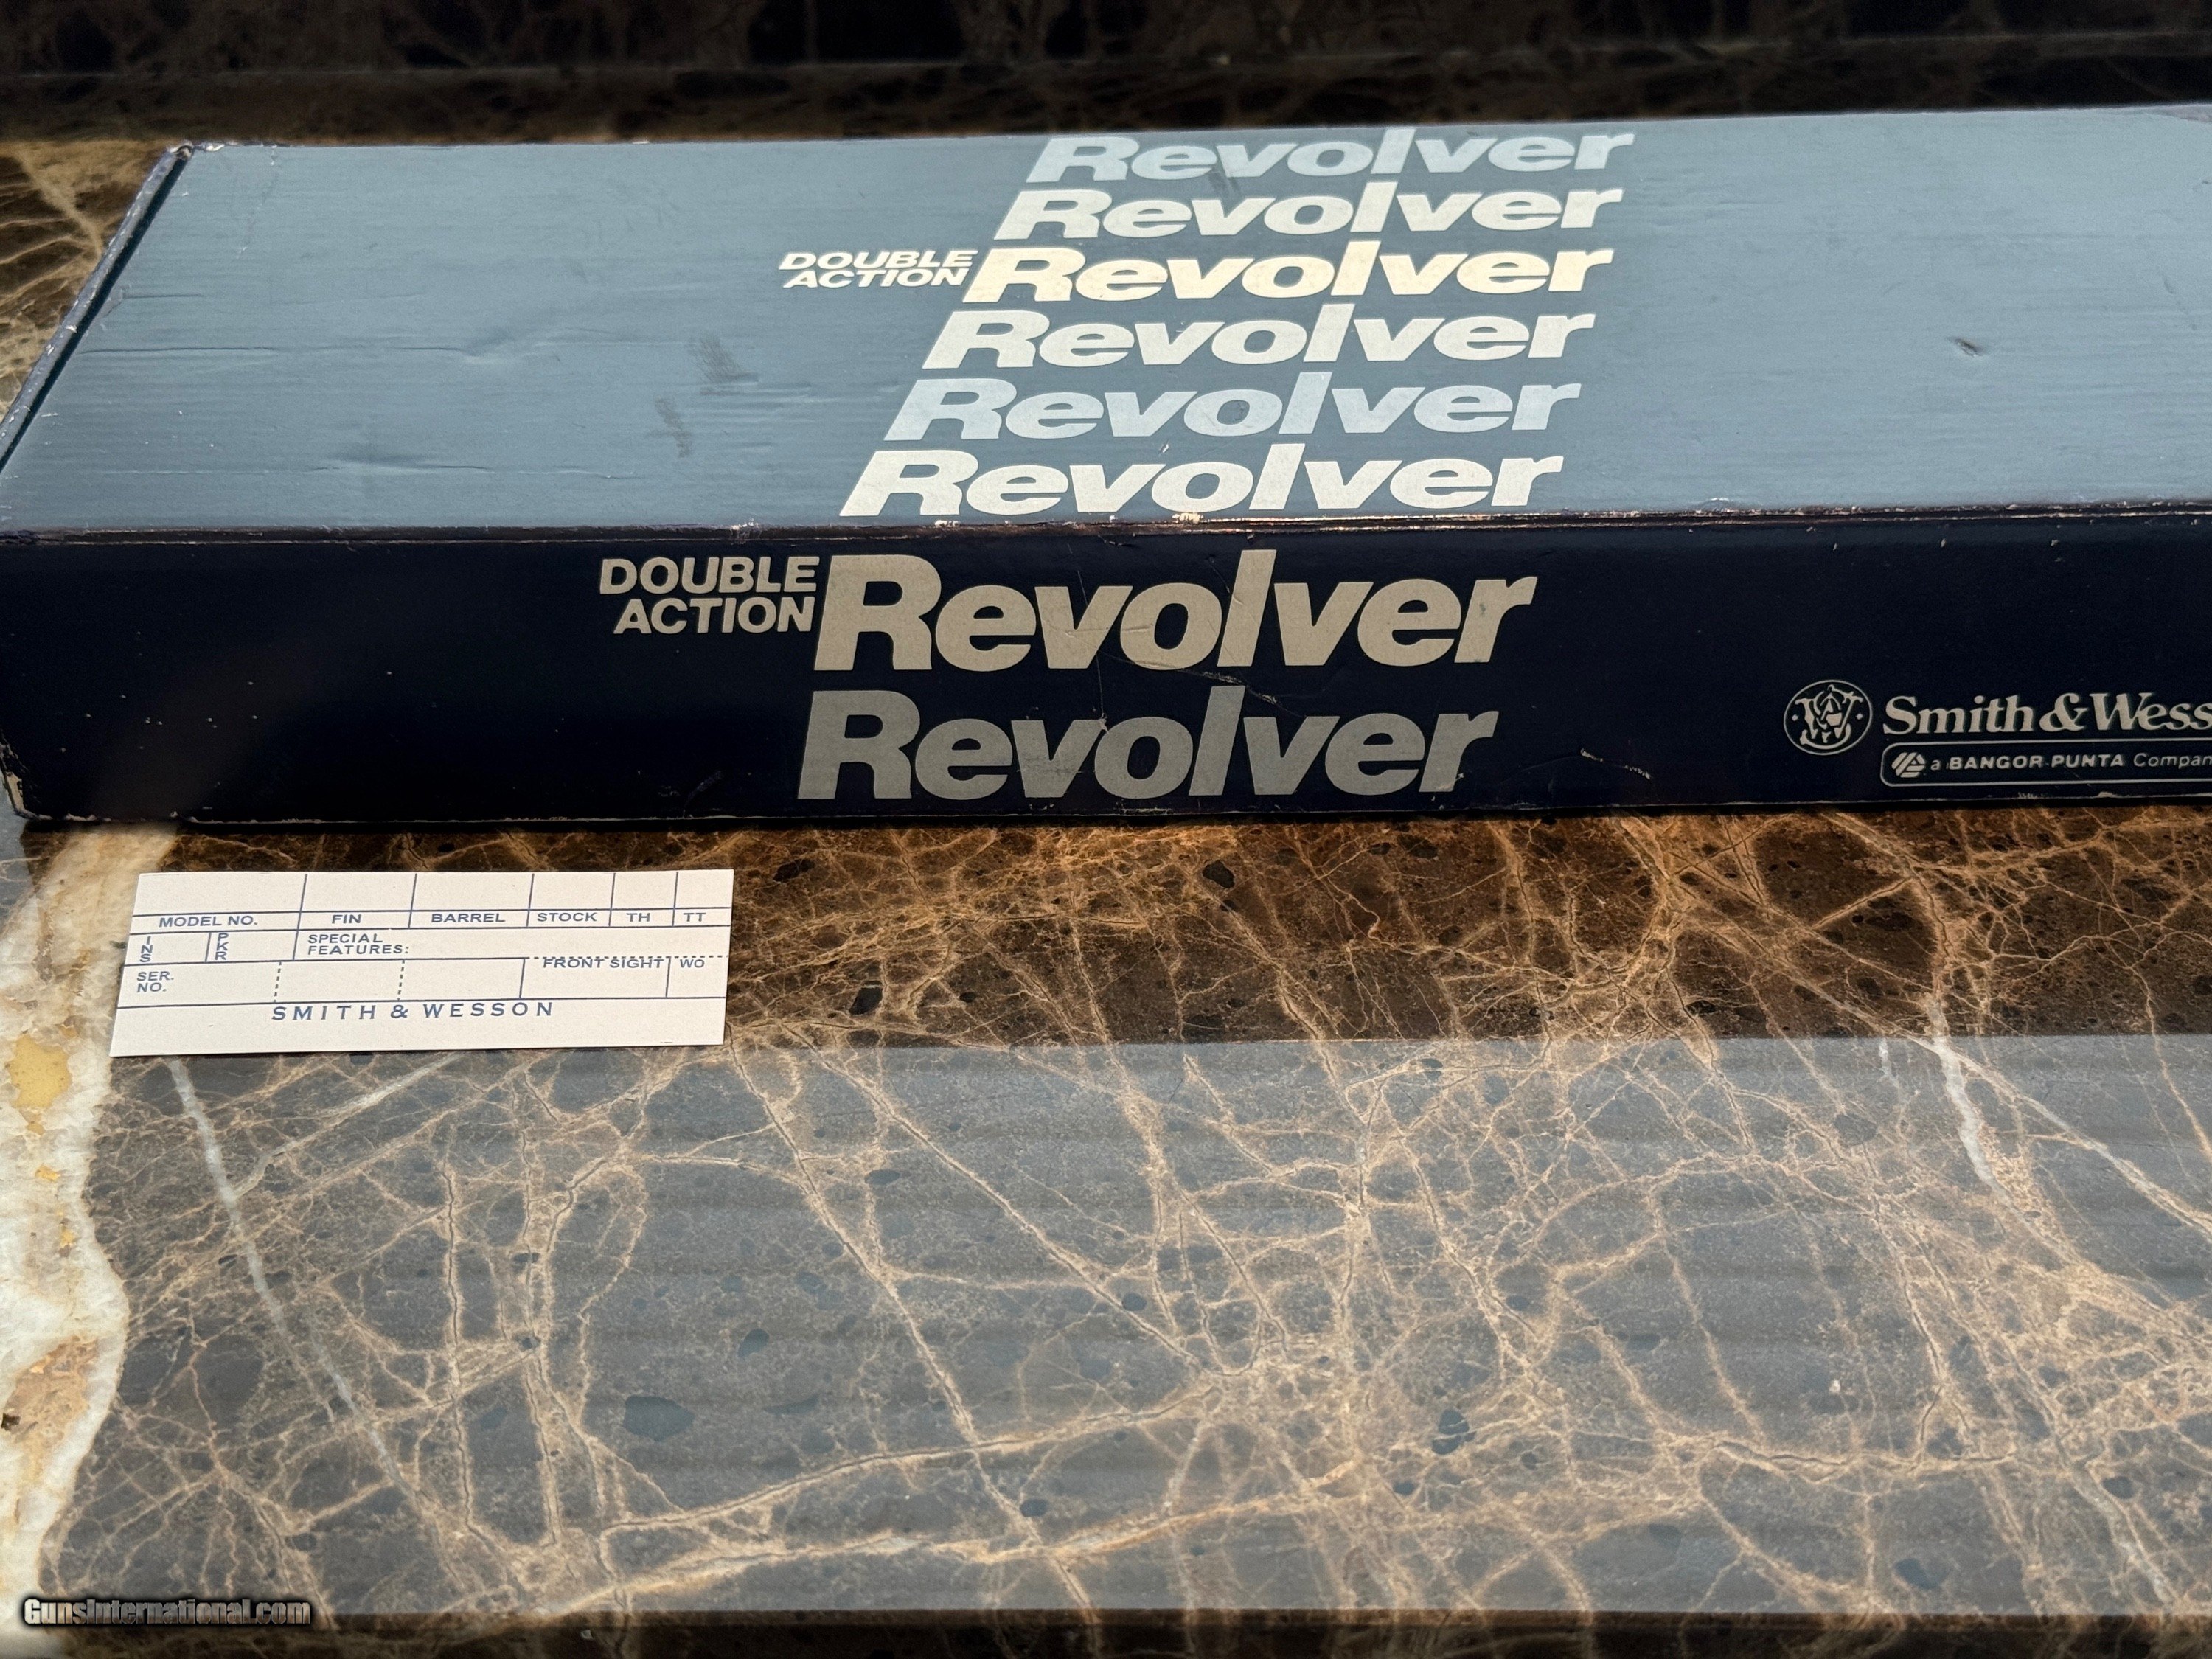 Revolver
Revolver
DOUBLE ACTION Revolver
Revolver
Revolver
Revolver
DOUBLE ACTION Revolver
Revolver
Smith & Wess
a BANGOR PUNTA Compan
MODEL NO. FIN BARREL STOCK TH TT
INS PKR SPECIAL FEATURES:
SER. NO. FRONT SIGHT WO
SMITH & WESSON
GunsInternational.com